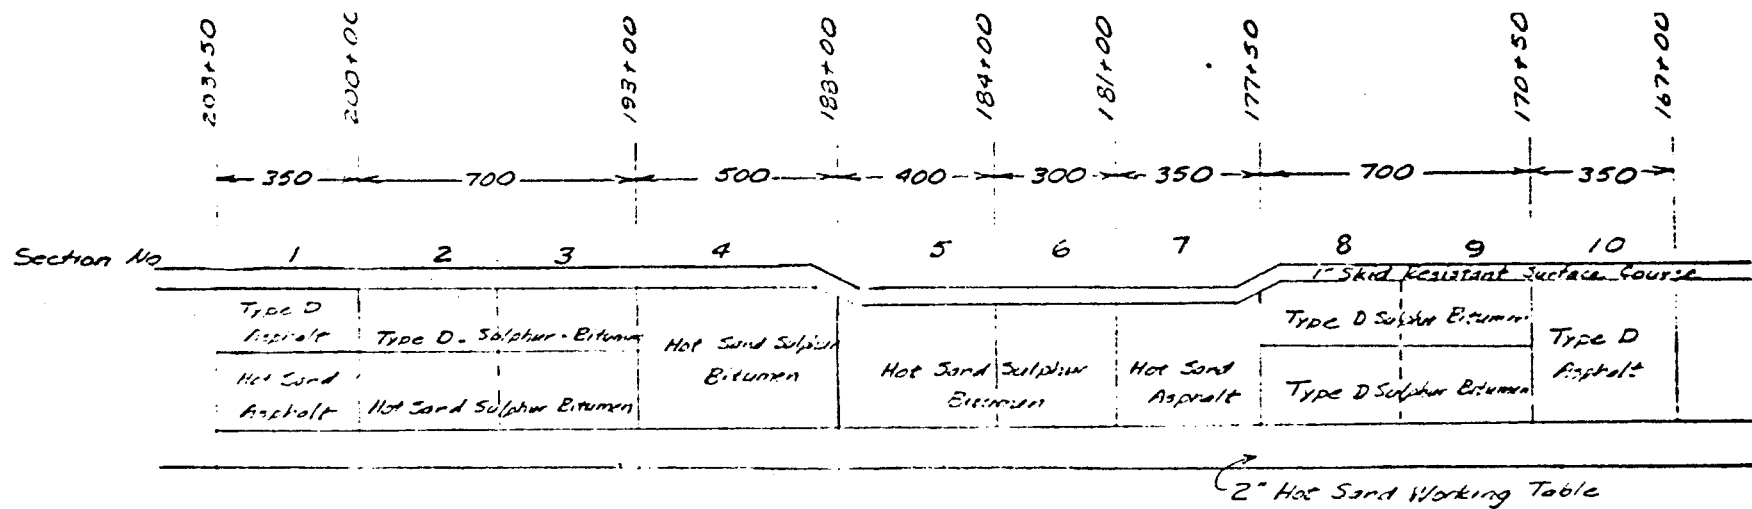 203+50 200+00 193+00 188+00 184+00 181+00 177+50 170+50 167+00
350 700 500 400 300 350 700 350
Section No 1 2 3 4 5 6 7 8 9 10
1" Skid Resistant Surface Course
Type D
Asphalt
Hot Sand
Asphalt
Type D - Sulphur - Bitumen
Hot Sand Sulphur Bitumen
Hot Sand Sulphur
Bitumen
Hot Sand Sulphur
Bitumen
Hot Sand
Asphalt
Type D Sulphur Bitumen
Type D Sulphur Bitumen
Type D
Asphalt
2" Hot Sand Working Table